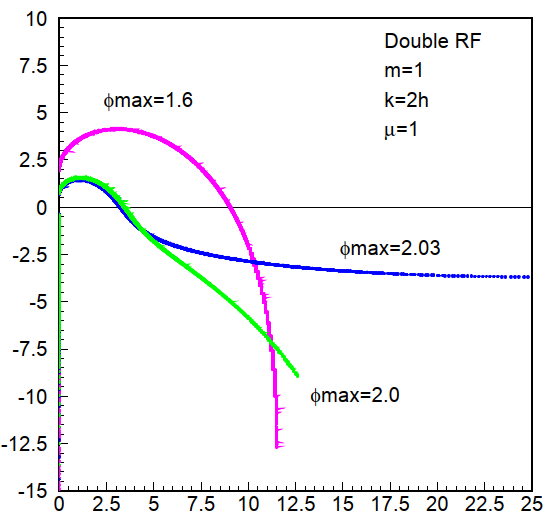 10
7.5
5
2.5
0
-2.5
-5
-7.5
-10
-12.5
-15
0 2.5 5 7.5 10 12.5 15 17.5 20 22.5 25
Double RF
m=1
k=2h
μ=1
ϕmax=1.6
ϕmax=2.03
ϕmax=2.0